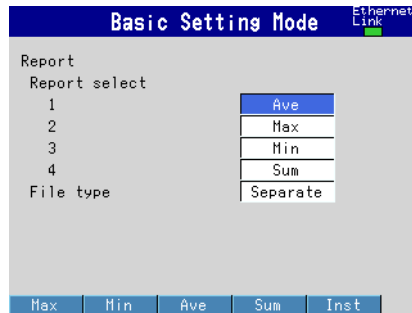 Basic Setting Mode
Ethernet
Link
Report
Report select
1 Ave
2 Max
3 Min
4 Sum
File type Separate
Max Min Ave Sum Inst